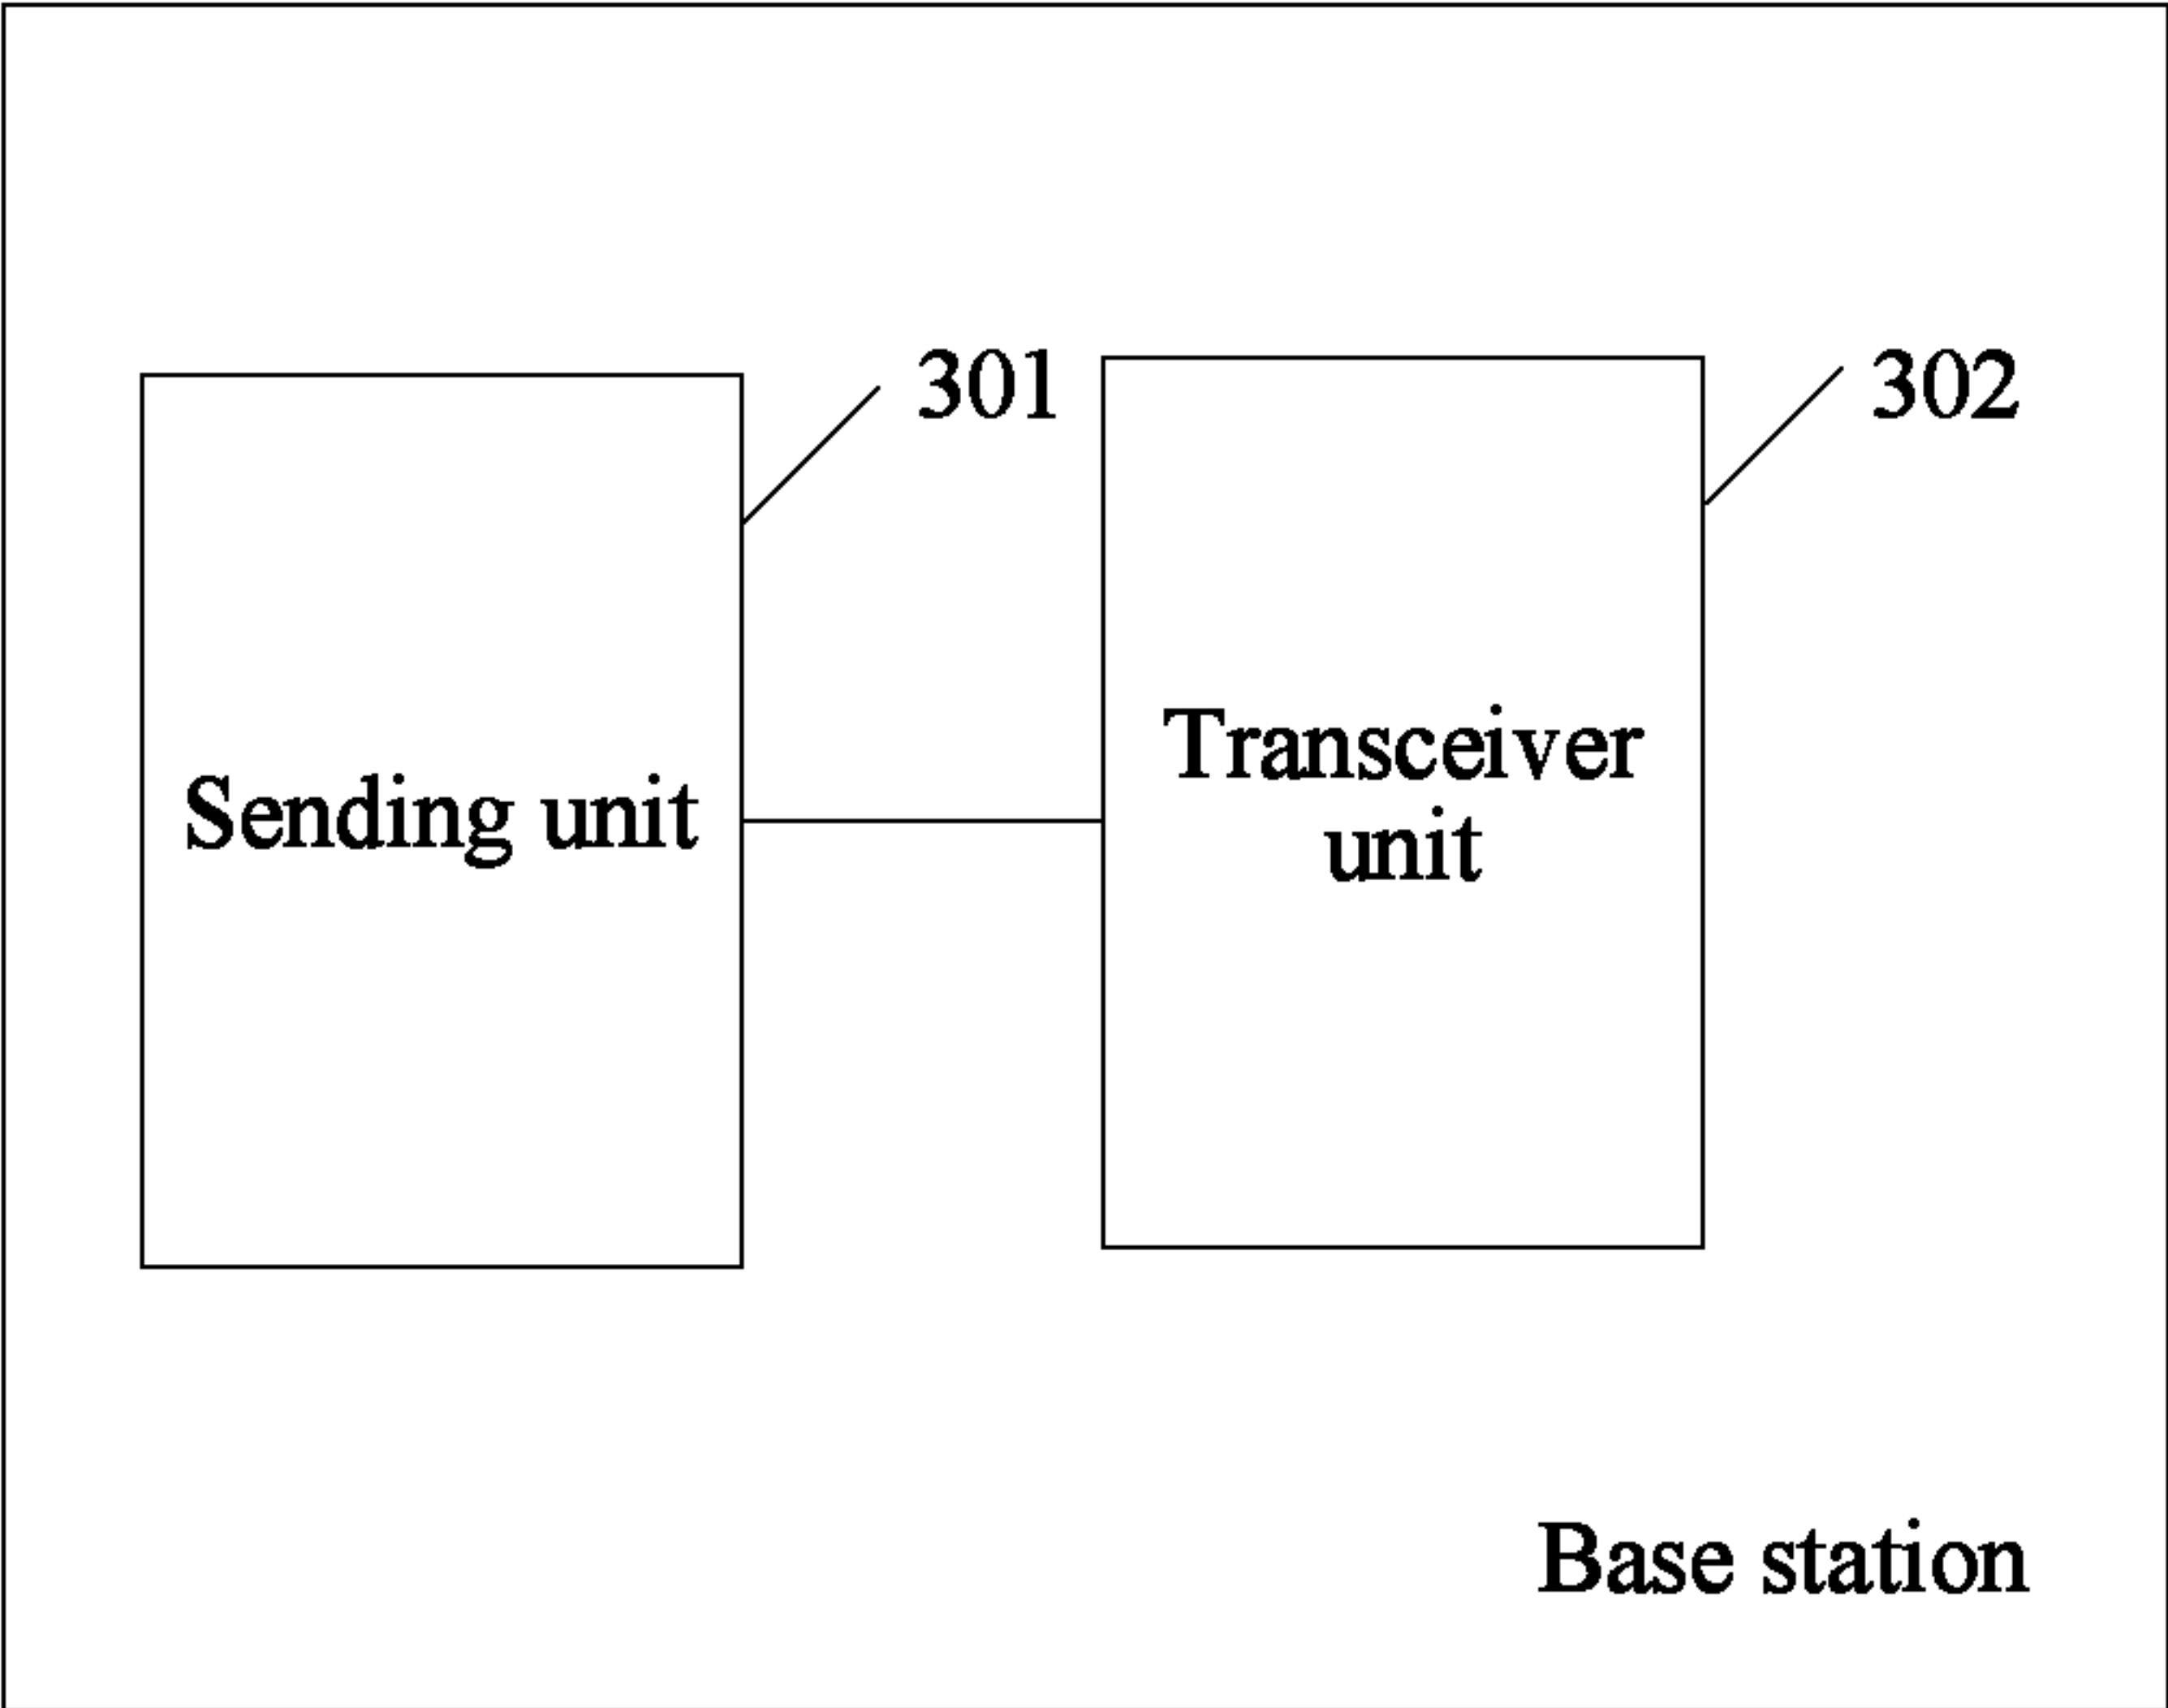 301
302
Sending unit
Transceiver
unit
Base station